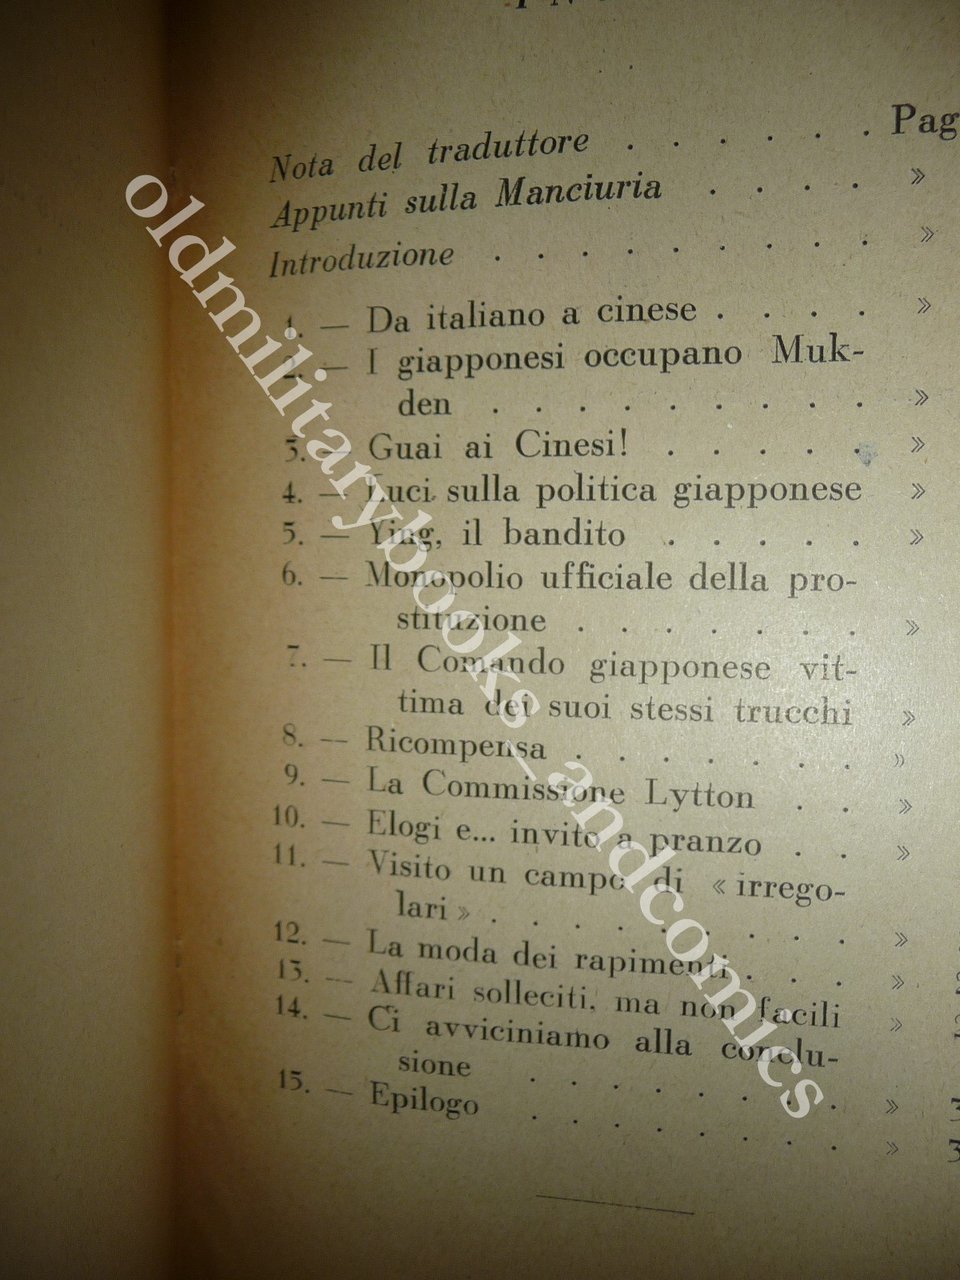 Nota del traduttore . . . . . . Pag
Appunti sulla Manciuria . . . . »
Introduzione . . . . . . . . . »
1. — Da italiano a cinese . . . . »
2. — I giapponesi occupano Muk-
den . . . . . . . . . »
3. — Guai ai Cinesi! . . . . . »
4. — Luci sulla politica giapponese »
5. — Ying, il bandito . . . . . »
6. — Monopolio ufficiale della pro-
stituzione . . . . . . . »
7. — Il Comando giapponese vit-
tima dei suoi stessi trucchi »
8. — Ricompensa . . . . . . . »
9. — La Commissione Lytton . . »
10. — Elogi e... invito a pranzo . . »
11. — Visito un campo di « irrego-
lari » . . . . . . . . . »
12. — La moda dei rapimenti . . . . »
13. — Affari solleciti, ma non facili »
14. — Ci avviciniamo alla conclu-
sione . . . . . . . . »
15. — Epilogo . . . . . . . . »
oldmilitarybooks_andcomics